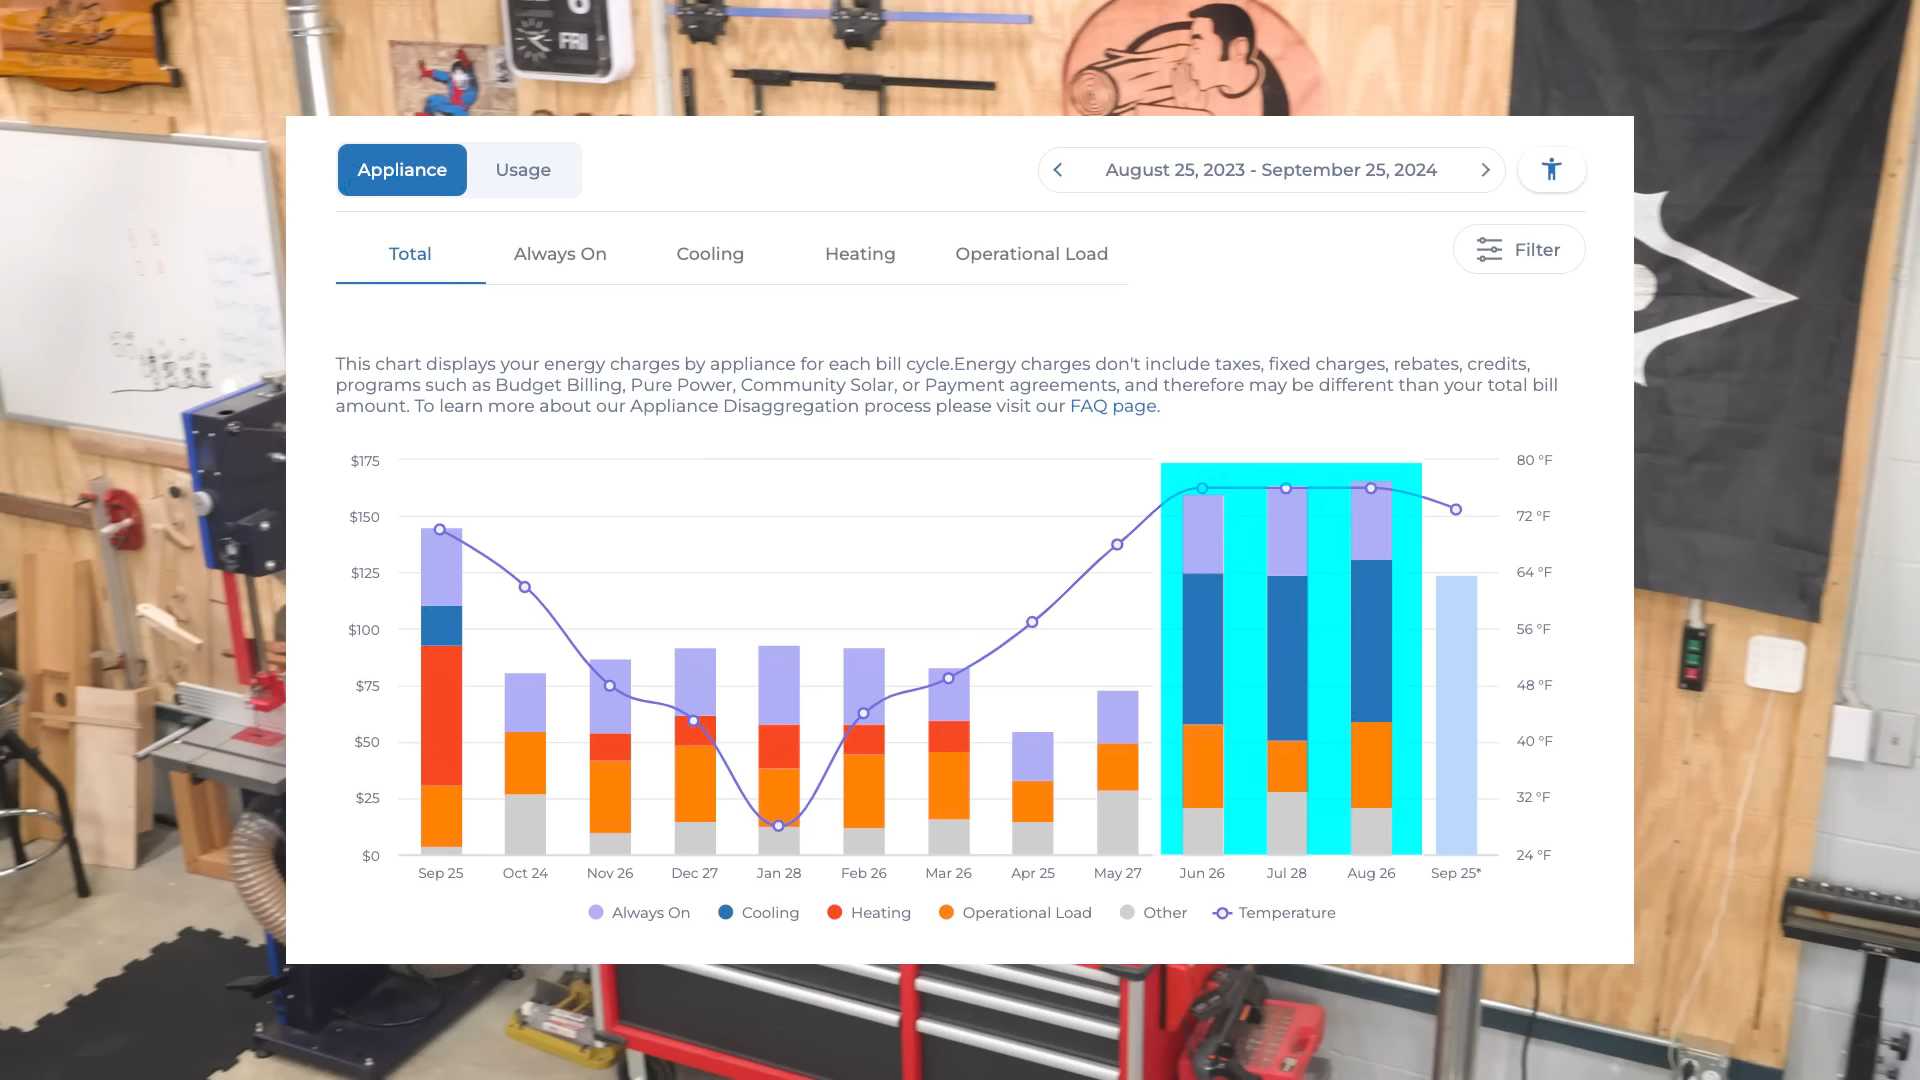 6
FRI
Appliance
Usage
August 25, 2023 - September 25, 2024
Total
Always On
Cooling
Heating
Operational Load
Filter
This chart displays your energy charges by appliance for each bill cycle.Energy charges don't include taxes, fixed charges, rebates, credits,
programs such as Budget Billing, Pure Power, Community Solar, or Payment agreements, and therefore may be different than your total bill
amount. To learn more about our Appliance Disaggregation process please visit our FAQ page.
$175
$150
$125
$100
$75
$50
$25
$0
80 °F
72 °F
64 °F
56 °F
48 °F
40 °F
32 °F
24 °F
Sep 25
Oct 24
Nov 26
Dec 27
Jan 28
Feb 26
Mar 26
Apr 25
May 27
Jun 26
Jul 28
Aug 26
Sep 25*
Always On
Cooling
Heating
Operational Load
Other
Temperature